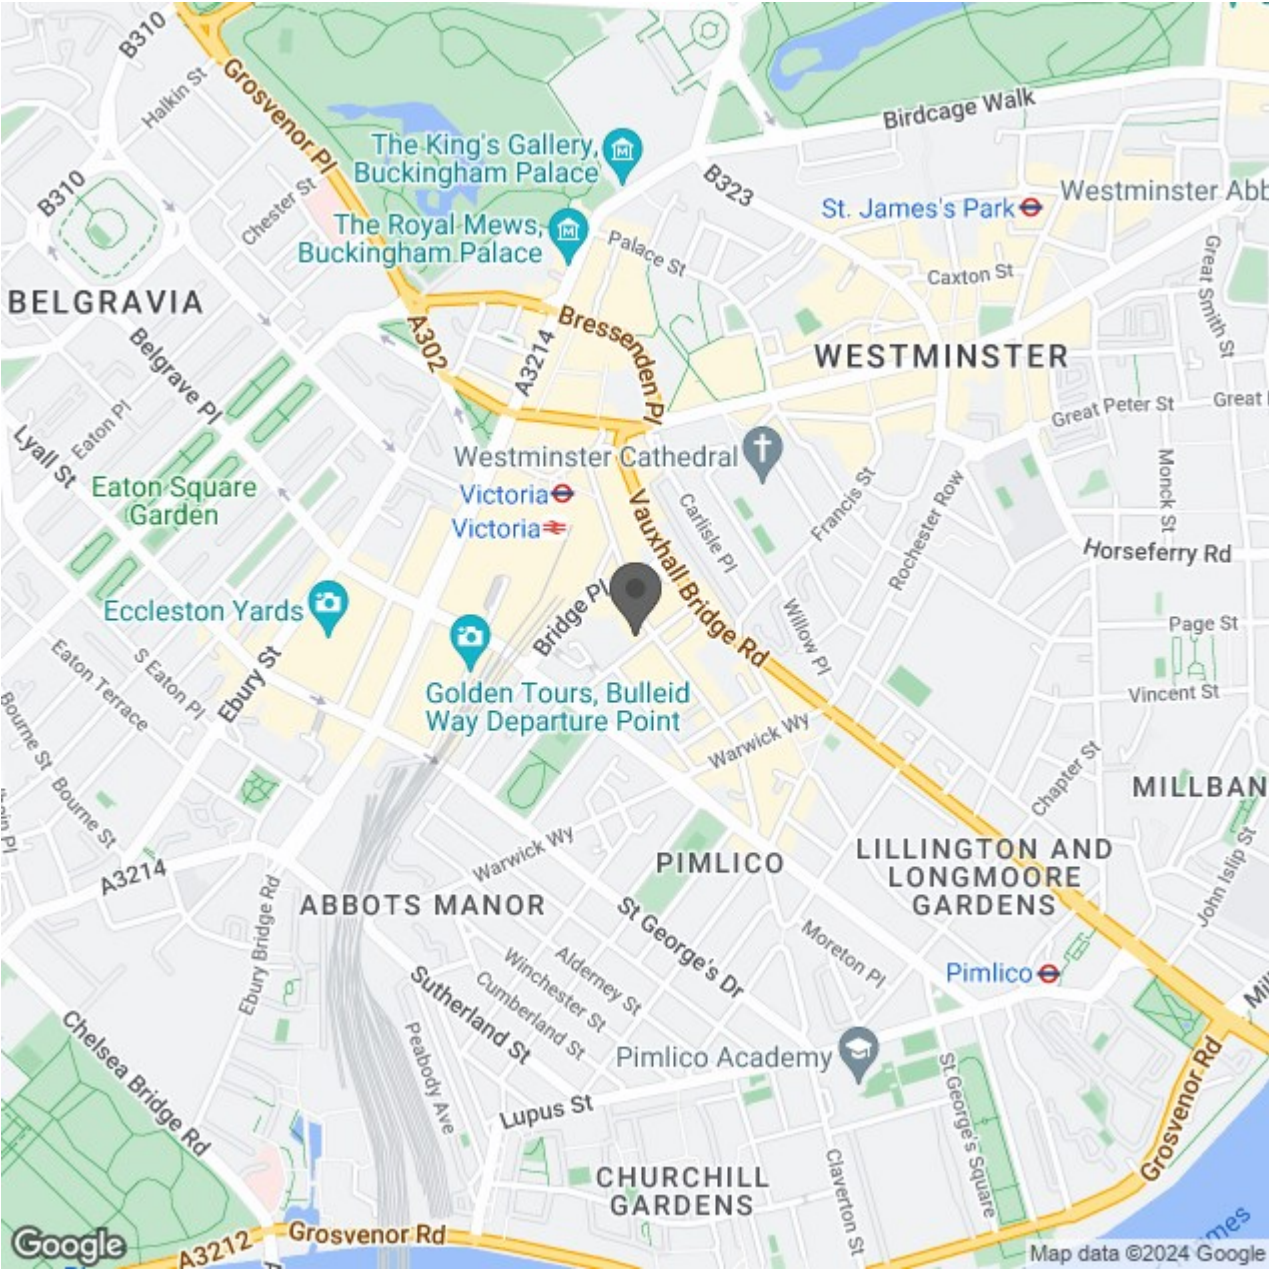 B310
Halkin St
Grosvenor Pl
Birdcage Walk
The King's Gallery,
Buckingham Palace
B310
Chester St
B323
Westminster Abb
St. James's Park
The Royal Mews,
Buckingham Palace
Palace St
Caxton St
Great Smith St
BELGRAVIA
Belgrave Pl
A302
A3214
Bressenden Pl
WESTMINSTER
Eaton Pl
Great Peter St
Great
Lyall St
Westminster Cathedral
Eaton Square
Garden
Victoria
Victoria
Vauxhall Bridge Rd
Carlisle Pl
Francis St
Rochester Row
Monck St
Horseferry Rd
Eccleston Yards
Bridge Pl
Willow Pl
Page St
Eaton Terrace
S Eaton Pl
Ebury St
Golden Tours, Bulleid
Way Departure Point
Vincent St
Bourne St
Warwick Wy
Chapter St
MILLBAN
Bourne St
Warwick Wy
PIMLICO
LILLINGTON AND
LONGMOORE
GARDENS
John Islip St
A3214
ABBOTS MANOR
Ebury Bridge Rd
St George's Dr
Moreton Pl
Pimlico
Alderney St
Winchester St
Cumberland St
Sutherland St
Chelsea Bridge Rd
Peabody Ave
Pimlico Academy
St.George's Square
Grosvenor Rd
Lupus St
CHURCHILL
GARDENS
Claverton St
Grosvenor Rd
A3212
Google
Map data ©2024 Google